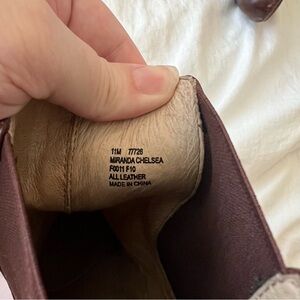 11M 77726
MIRANDA CHELSEA
F0011 F10
ALL LEATHER
MADE IN CHINA